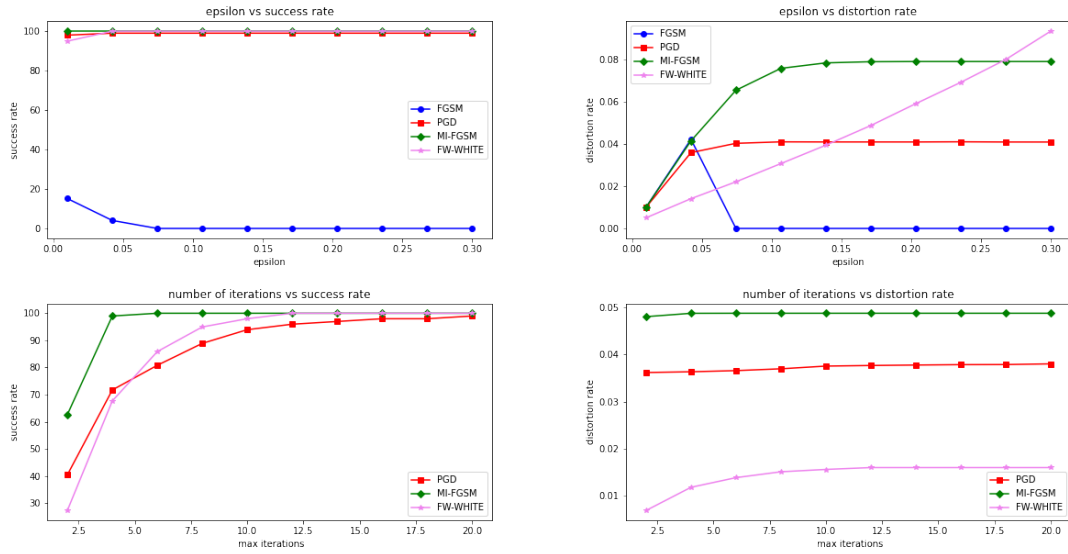 epsilon vs success rate
100
80
60
40
20
0
success rate
FGSM
PGD
MI-FGSM
FW-WHITE
0.00 0.05 0.10 0.15 0.20 0.25 0.30
epsilon
epsilon vs distortion rate
0.08
0.06
0.04
0.02
0.00
distortion rate
FGSM
PGD
MI-FGSM
FW-WHITE
0.00 0.05 0.10 0.15 0.20 0.25 0.30
epsilon
number of iterations vs success rate
100
90
80
70
60
50
40
30
success rate
PGD
MI-FGSM
FW-WHITE
2.5 5.0 7.5 10.0 12.5 15.0 17.5 20.0
max iterations
number of iterations vs distortion rate
0.05
0.04
0.03
0.02
0.01
distortion rate
PGD
MI-FGSM
FW-WHITE
2.5 5.0 7.5 10.0 12.5 15.0 17.5 20.0
max iterations